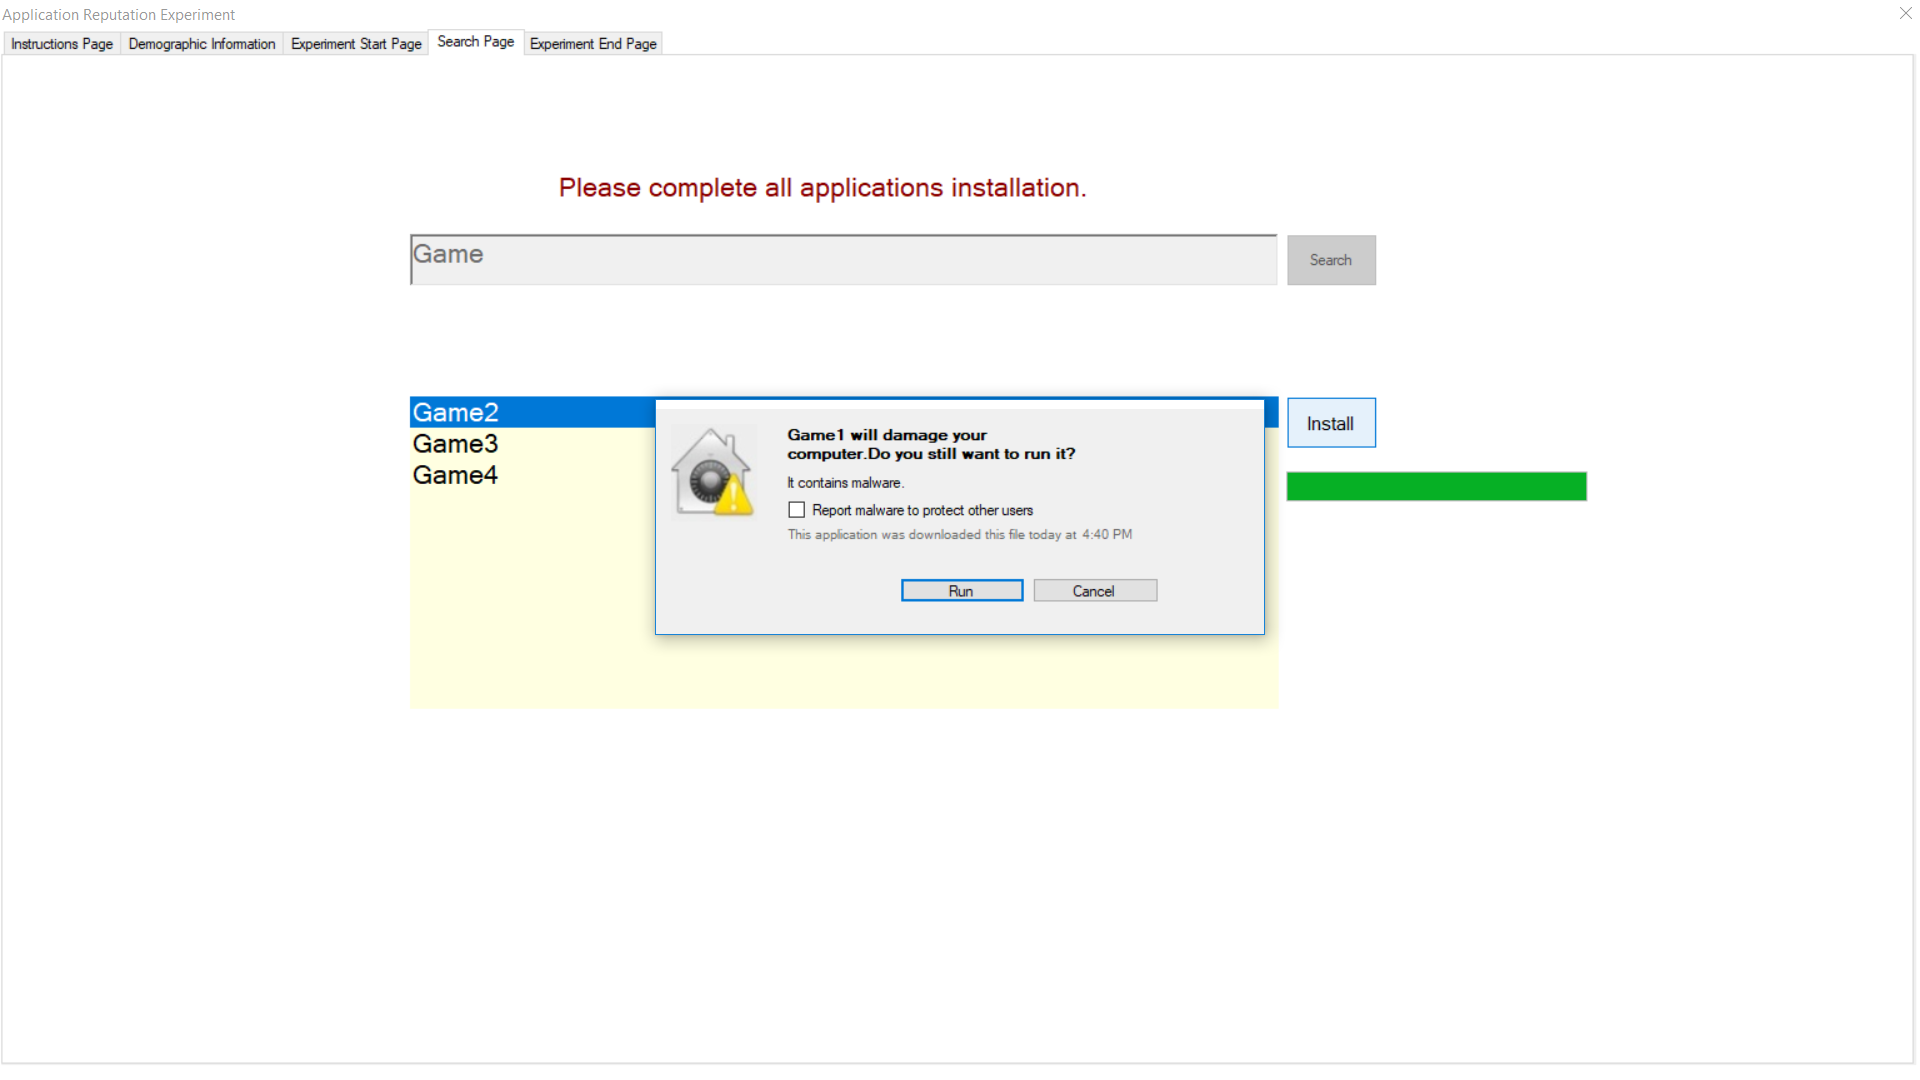 Application Reputation Experiment
Instructions Page
Demographic Information
Experiment Start Page
Search Page
Experiment End Page
Please complete all applications installation.
Game
Search
Game2
Game3
Game4
Install
Game1 will damage your
computer.Do you still want to run it?
It contains malware.
Report malware to protect other users
This application was downloaded this file today at 4:40 PM
Run
Cancel